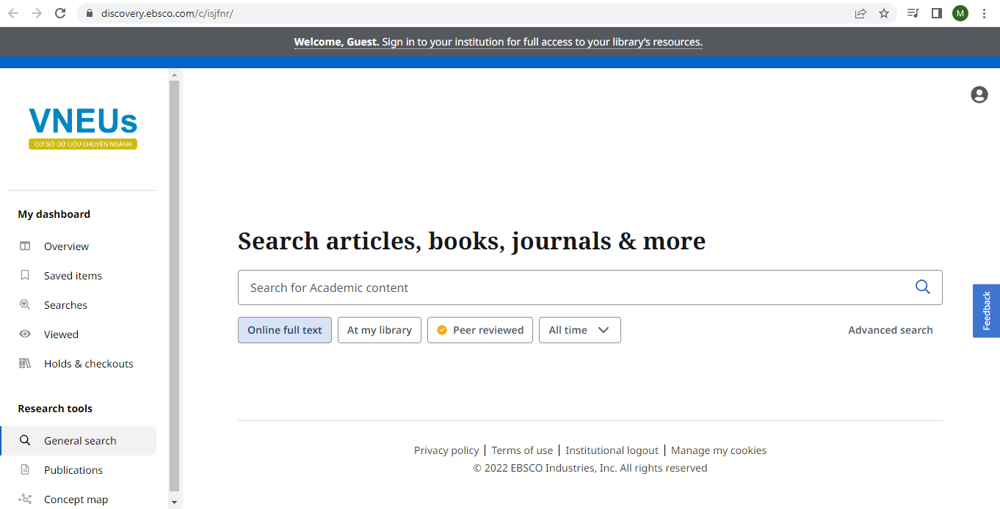 discovery.ebsco.com/c/isjfnr/
M
Welcome, Guest. Sign in to your institution for full access to your library's resources.
VNEUs
CƠ SỞ DỮ LIỆU CHUYÊN NGÀNH
My dashboard
Overview
Saved items
Searches
Viewed
Holds & checkouts
Research tools
General search
Publications
Concept map
Search articles, books, journals & more
Search for Academic content
Online full text At my library Peer reviewed All time Advanced search
Feedback
Privacy policy | Terms of use | Institutional logout | Manage my cookies
© 2022 EBSCO Industries, Inc. All rights reserved